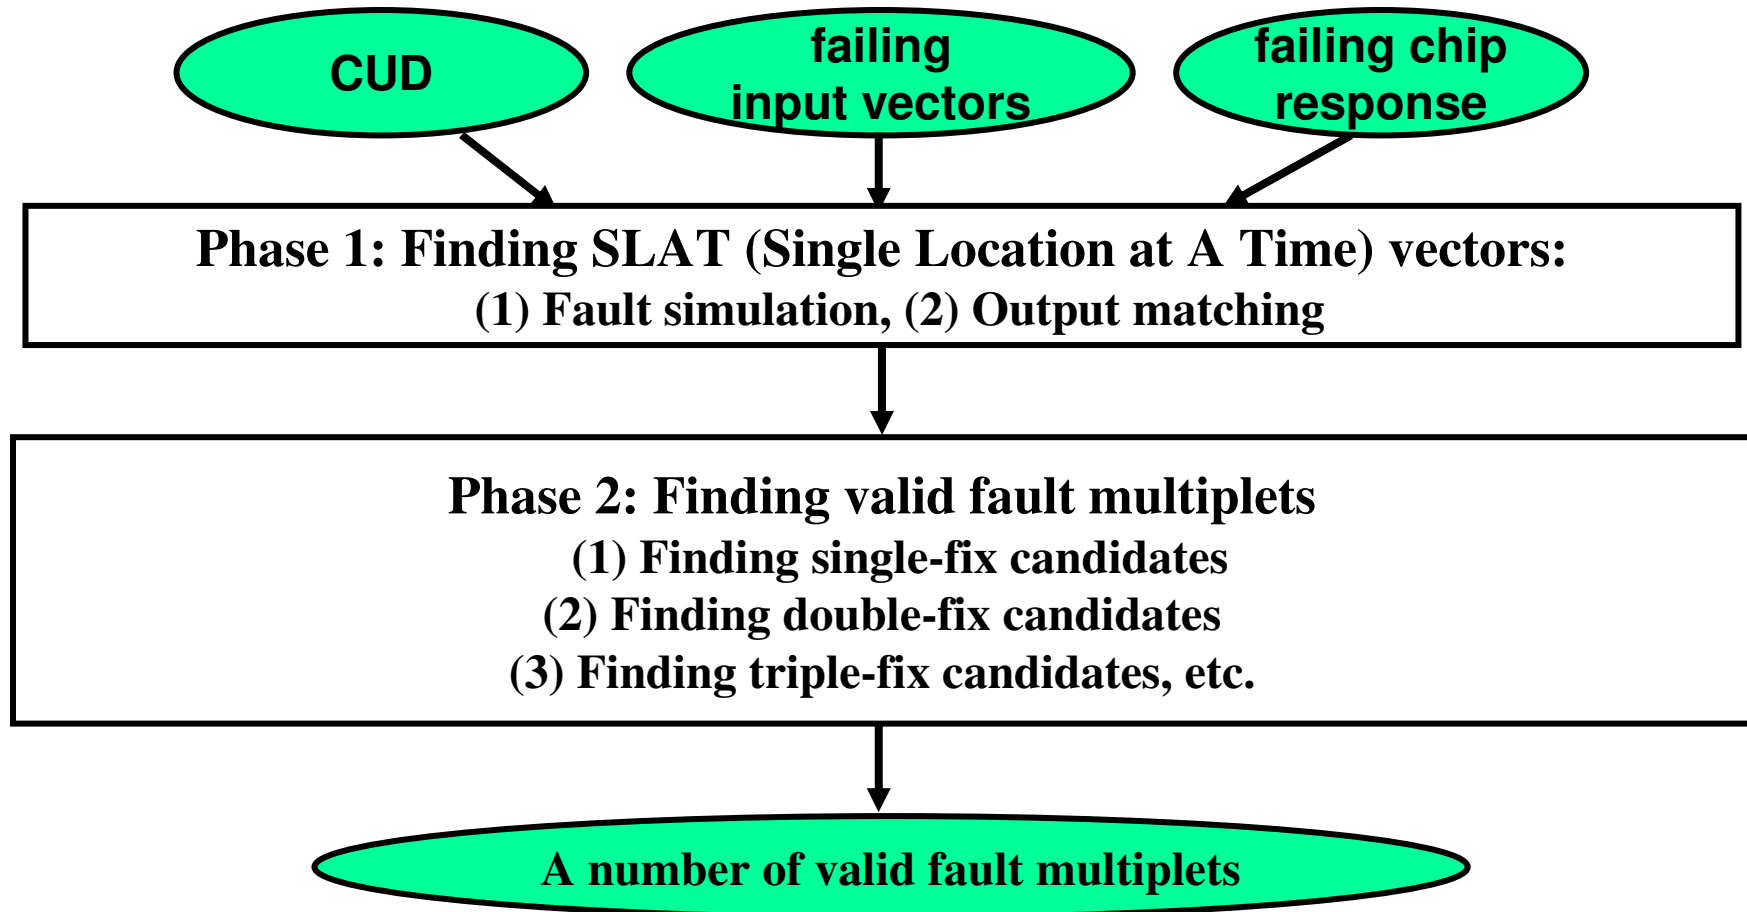 CUD
failing
input vectors
failing chip
response
Phase 1: Finding SLAT (Single Location at A Time) vectors:
(1) Fault simulation, (2) Output matching
Phase 2: Finding valid fault multiplets
(1) Finding single-fix candidates
(2) Finding double-fix candidates
(3) Finding triple-fix candidates, etc.
A number of valid fault multiplets